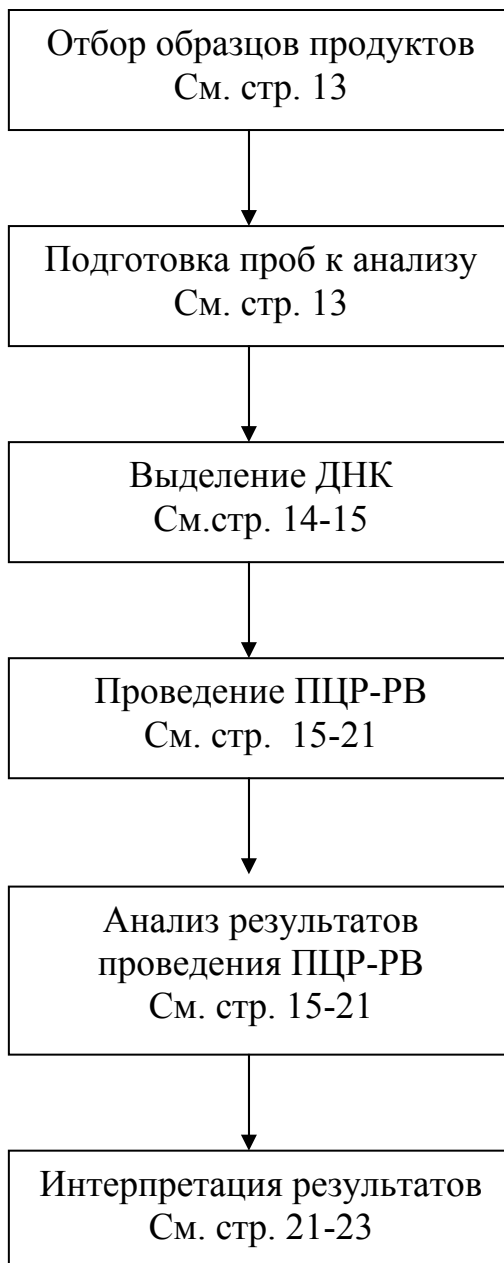 Отбор образцов продуктов
См. стр. 13
Подготовка проб к анализу
См. стр. 13
Выделение ДНК
См.стр. 14-15
Проведение ПЦР-РВ
См. стр.  15-21
Анализ результатов
проведения ПЦР-РВ
См. стр. 15-21
Интерпретация результатов
См. стр. 21-23